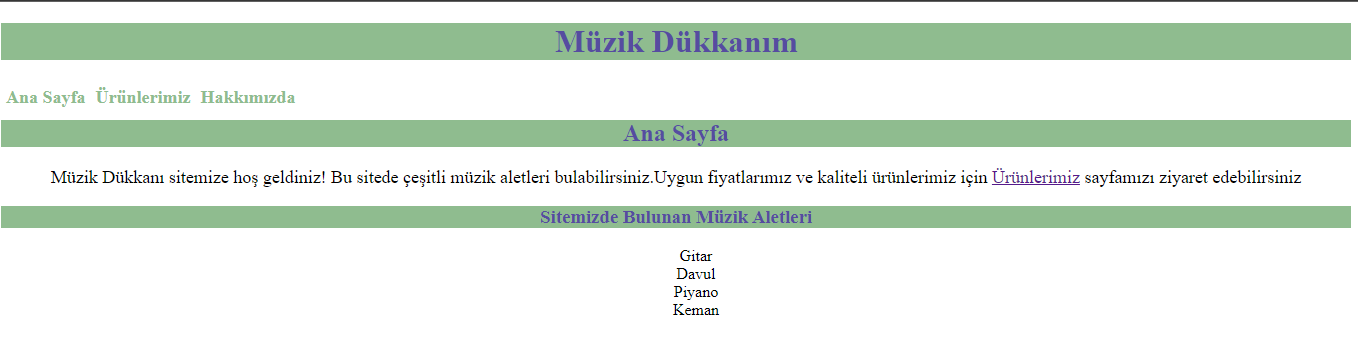 Müzik Dükkanım
Ana Sayfa Ürünlerimiz Hakkımızda
Ana Sayfa
Müzik Dükkanı sitemize hoş geldiniz! Bu sitede çeşitli müzik aletleri bulabilirsiniz.Uygun fiyatlarımız ve kaliteli ürünlerimiz için Ürünlerimiz sayfamızı ziyaret edebilirsiniz
Sitemizde Bulunan Müzik Aletleri
Gitar
Davul
Piyano
Keman